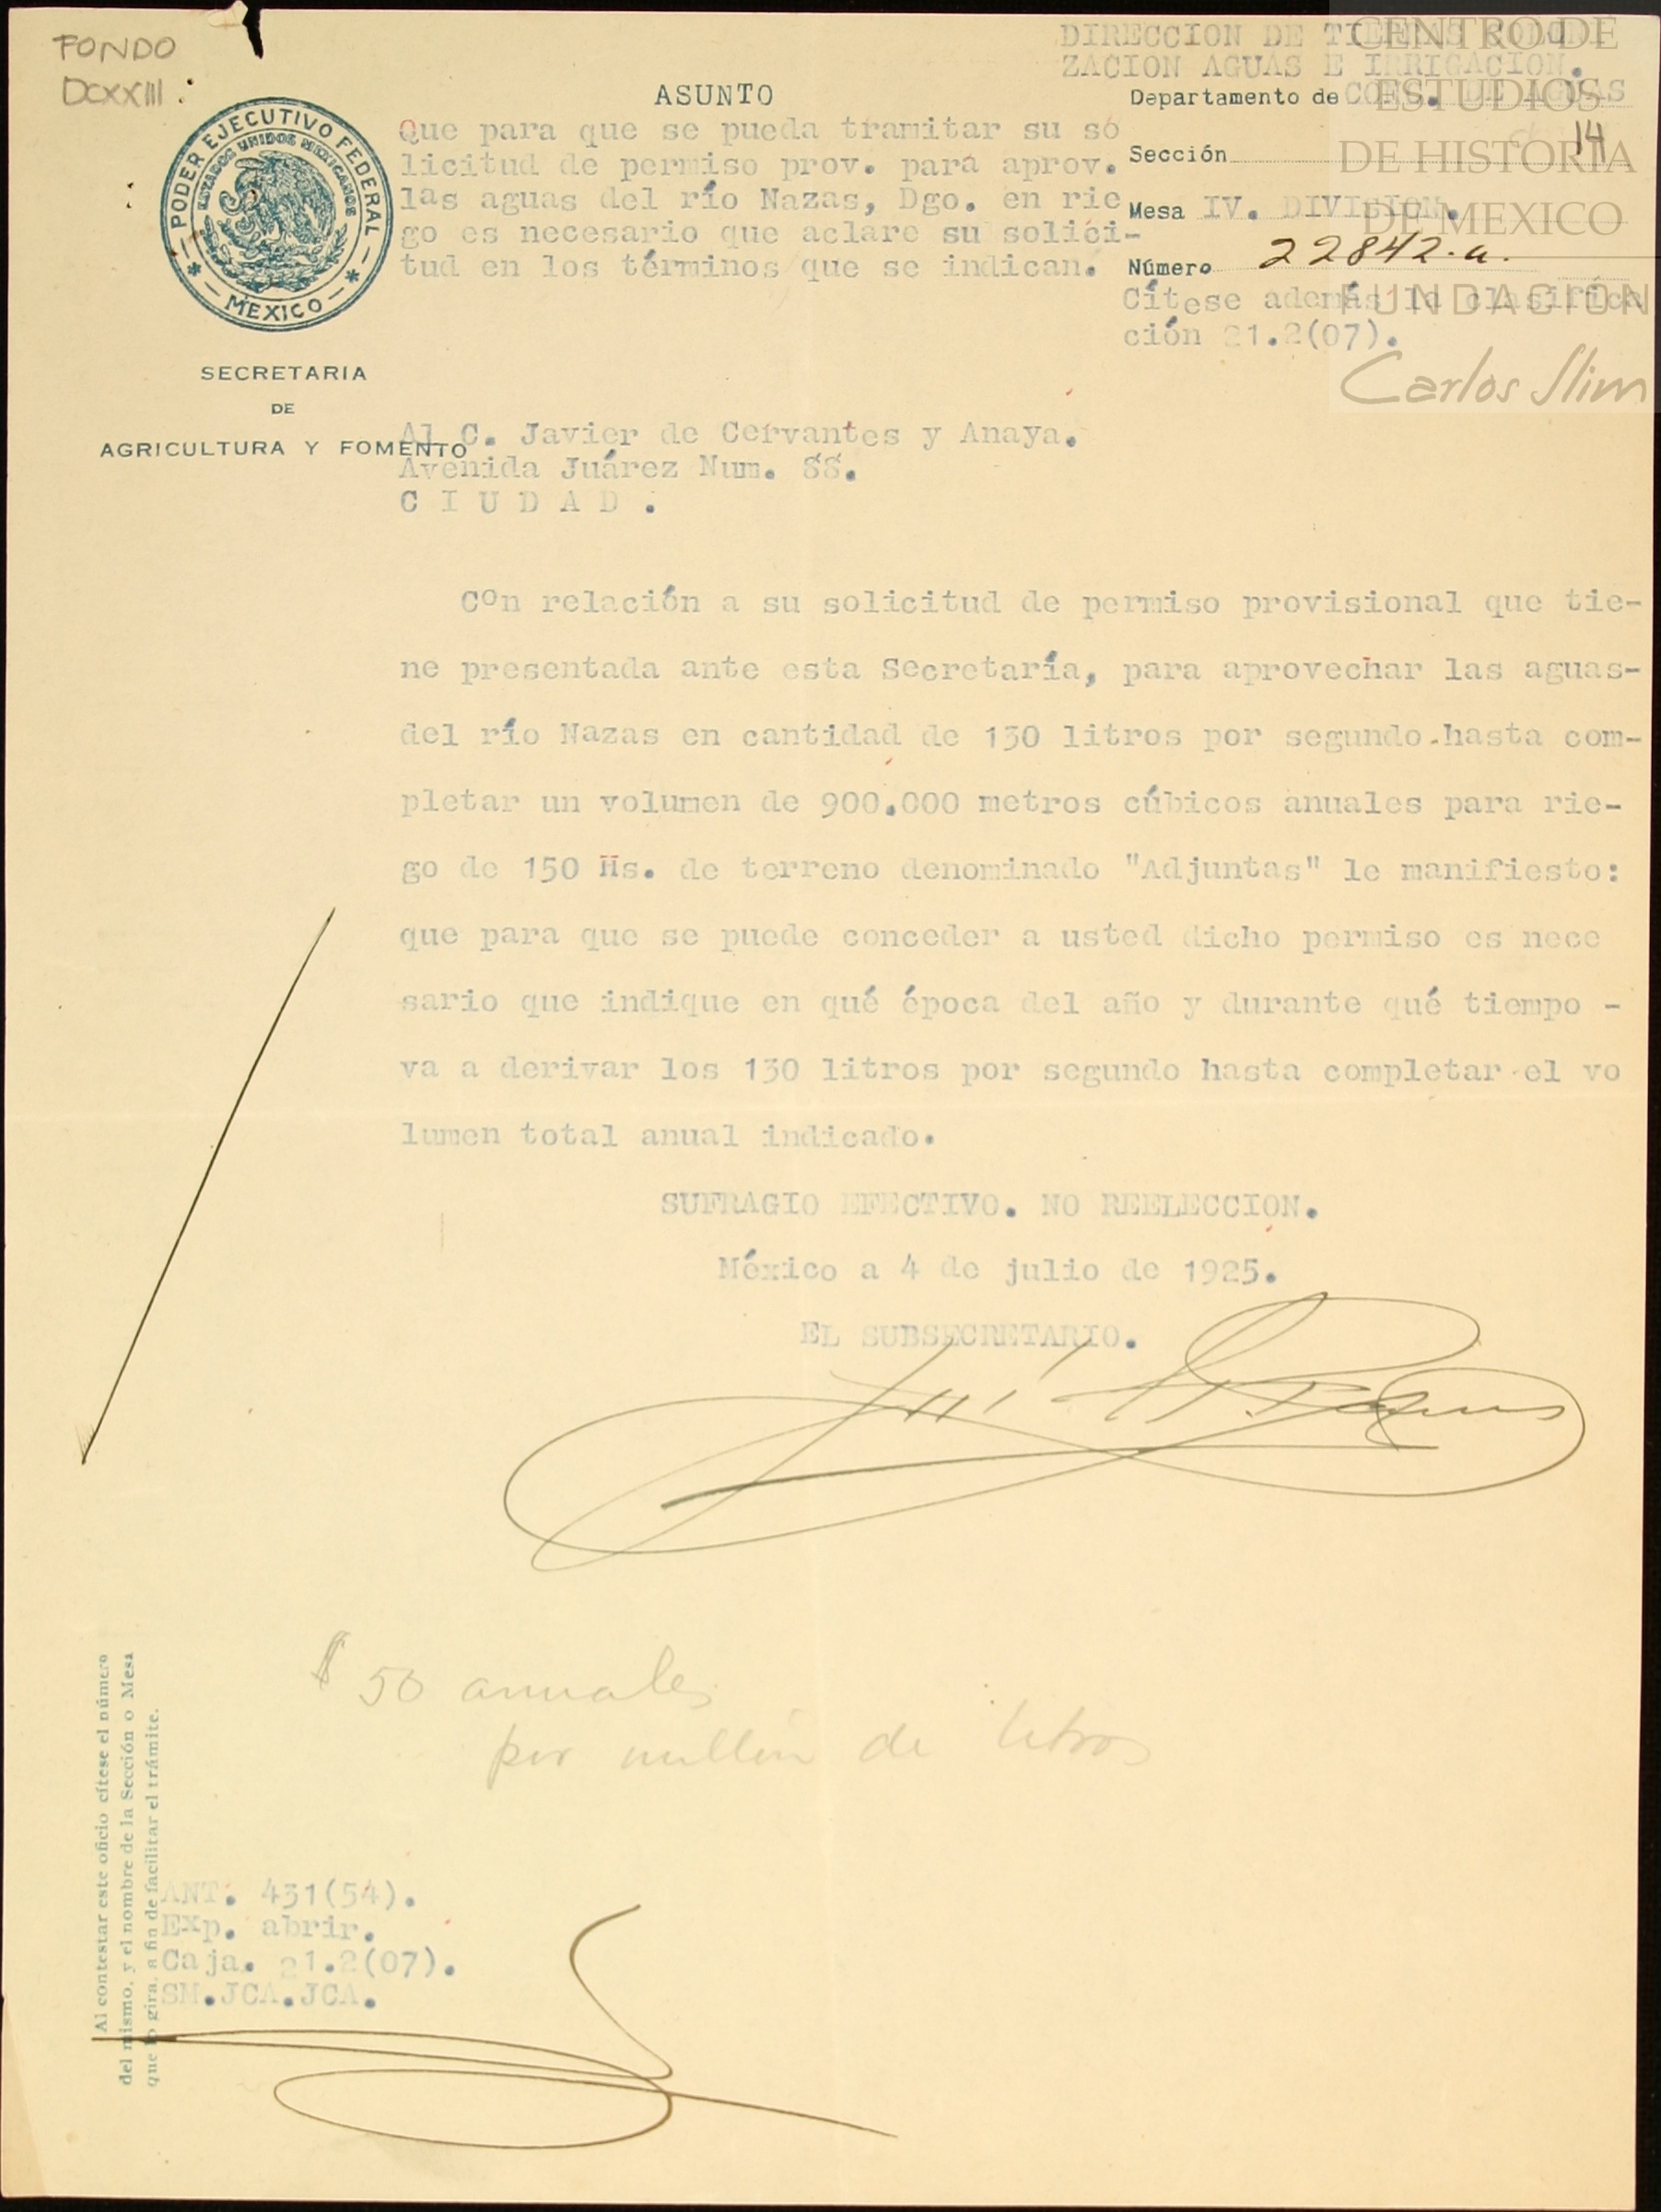 FONDO
DCXXIII
PODER EJECUTIVO FEDERAL
ESTADOS UNIDOS MEXICANOS
MEXICO
SECRETARIA
DE
AGRICULTURA Y FOMENTO
ASUNTO
Que para que se pueda tramitar su so
licitud de permiso prov. para aprov.
las aguas del río Nazas, Dgo. en rie
go es necesario que aclare su solici-
tud en los términos que se indican.
DIRECCION DE TIERRAS COLONI
ZACION AGUAS E IRRIGACION.
Departamento de CONC. DE AGUAS
14
Sección
Mesa IV. DIVISION.
Número 22842.a.
Cítese además la clasifica
ción 21.2(07).
CENTRO DE
ESTUDIOS
DE HISTORIA
DE MEXICO
FUNDACION
Carlos Slim
Al C. Javier de Cervantes y Anaya.
Avenida Juárez Num. 88.
C I U D A D .
Con relación a su solicitud de permiso provisional que tie-
ne presentada ante esta Secretaría, para aprovechar las aguas-
del río Nazas en cantidad de 130 litros por segundo hasta com-
pletar un volumen de 900.000 metros cúbicos anuales para rie-
go de 150 Hs. de terreno denominado "Adjuntas" le manifiesto:
que para que se puede conceder a usted dicho permiso es nece
sario que indique en qué época del año y durante qué tiempo -
va a derivar los 130 litros por segundo hasta completar el vo
lumen total anual indicado.
SUFRAGIO EFECTIVO. NO REELECCION.
México a 4 de julio de 1925.
EL SUBSECRETARIO.
$ 50 anuales
por millón de litros
Al contestar este oficio cítese el número
del mismo, y el nombre de la Sección o Mesa
que lo gira, a fin de facilitar el trámite.
ANT. 431(54).
Exp. abrir.
Caja. 21.2(07).
SM.JCA.JCA.